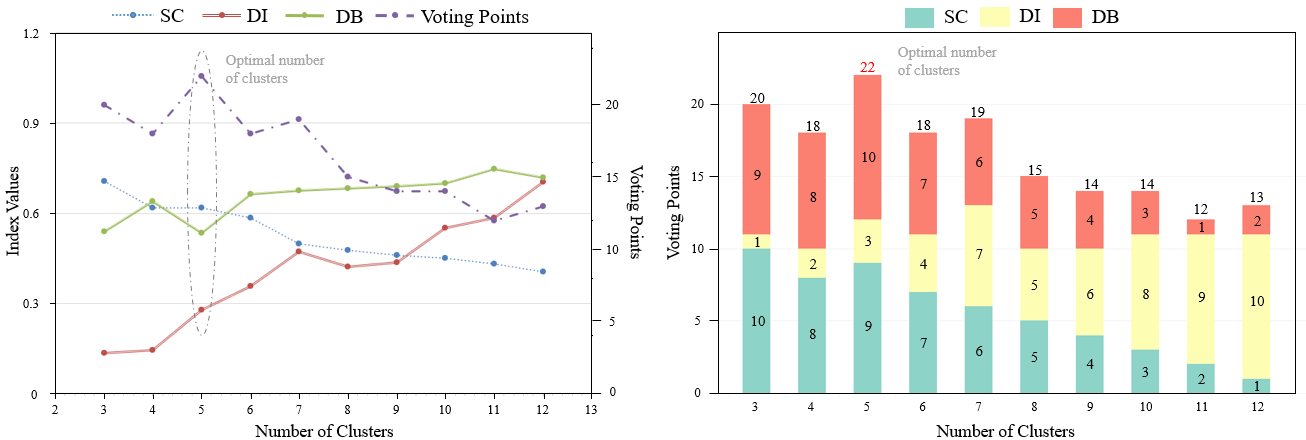 SC DI DB Voting Points
1.2
0.9
0.6
0.3
0
Index Values
Optimal number
of clusters
20
15
10
5
0
Voting Points
2 3 4 5 6 7 8 9 10 11 12 13
Number of Clusters
SC DI DB
Optimal number
of clusters
20
15
10
5
0
Voting Points
20 18 22 18 19 15 14 14 12 13
9 8 10 7 6 5 4 3 1 2
1 2 3 4 7 5 6 8 9 10
10 8 9 7 6 5 4 3 2 1
3 4 5 6 7 8 9 10 11 12
Number of Clusters